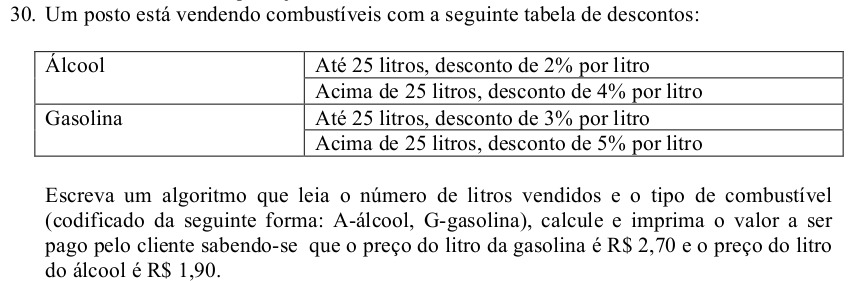 30. Um posto está vendendo combustíveis com a seguinte tabela de descontos:
Álcool
Até 25 litros, desconto de 2% por litro
Acima de 25 litros, desconto de 4% por litro
Gasolina
Até 25 litros, desconto de 3% por litro
Acima de 25 litros, desconto de 5% por litro
Escreva um algoritmo que leia o número de litros vendidos e o tipo de combustível
(codificado da seguinte forma: A-álcool, G-gasolina), calcule e imprima o valor a ser
pago pelo cliente sabendo-se que o preço do litro da gasolina é R$ 2,70 e o preço do litro
do álcool é R$ 1,90.